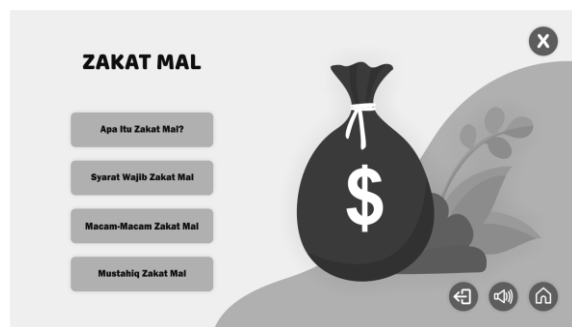 ZAKAT MAL
Apa Itu Zakat Mal?
Syarat Wajib Zakat Mal
Macam-Macam Zakat Mal
Mustahiq Zakat Mal
$
X